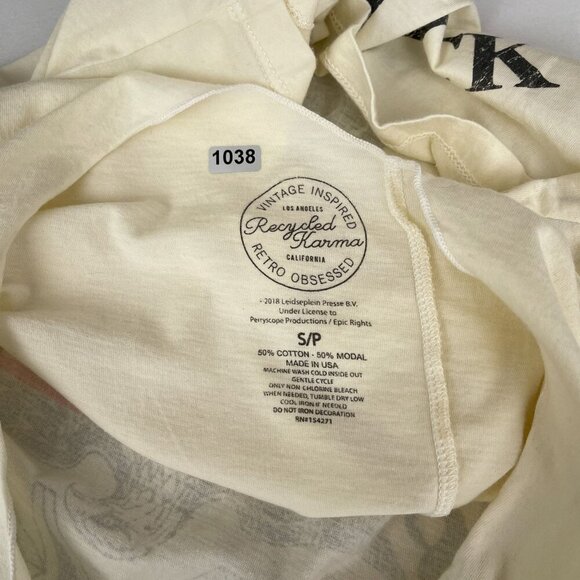 CK
1038
VINTAGE INSPIRED
LOS ANGELES
Recycled
Karma
CALIFORNIA
RETRO OBSESSED
- 2018 Leidseplein Presse B.V.
Under License to
Perryscope Productions / Epic Rights
S/P
50% COTTON - 50% MODAL
MADE IN USA
MACHINE WASH COLD INSIDE OUT
GENTLE CYCLE
ONLY NON CHLORINE BLEACH
WHEN NEEDED, TUMBLE DRY LOW
COOL IRON IF NEEDED
DO NOT IRON DECORATION
RN#154271